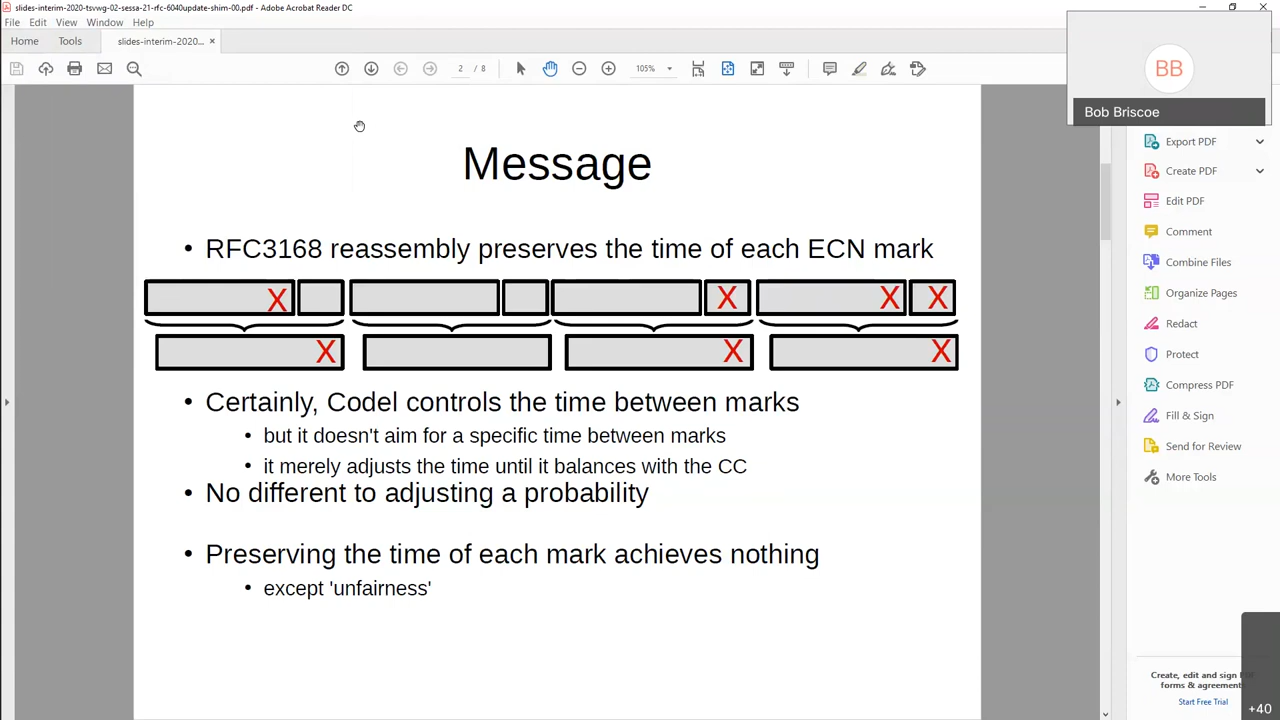 slides-interim-2020-tsvwg-02-sessa-21-rfc-6040update-shim-00.pdf - Adobe Acrobat Reader DC
File Edit View Window Help
Home Tools slides-interim-2020... ×
2 / 8 105%
BB
Bob Briscoe
Message
• RFC3168 reassembly preserves the time of each ECN mark
X X X X
X X X
• Certainly, Codel controls the time between marks
• but it doesn't aim for a specific time between marks
• it merely adjusts the time until it balances with the CC
• No different to adjusting a probability
• Preserving the time of each mark achieves nothing
• except 'unfairness'
Export PDF
Create PDF
Edit PDF
Comment
Combine Files
Organize Pages
Redact
Protect
Compress PDF
Fill & Sign
Send for Review
More Tools
Create, edit and sign
forms & agreements
Start Free Trial
+40